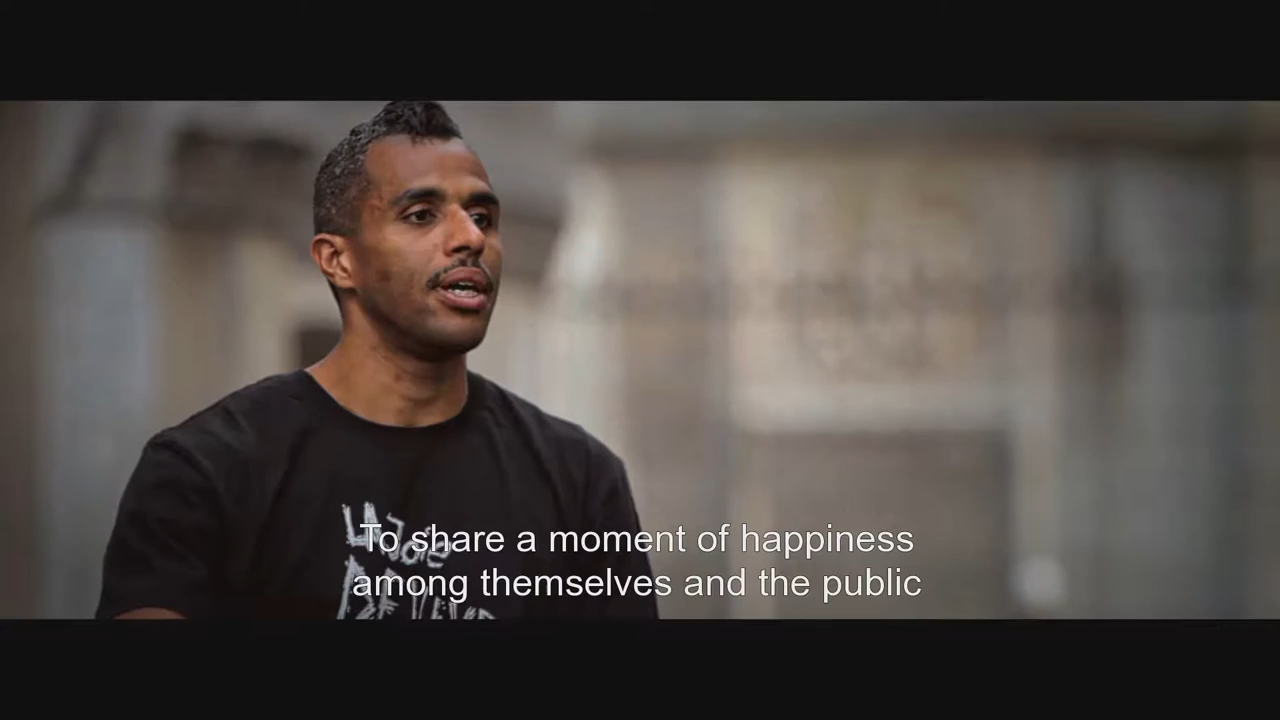 To share a moment of happiness
among themselves and the public